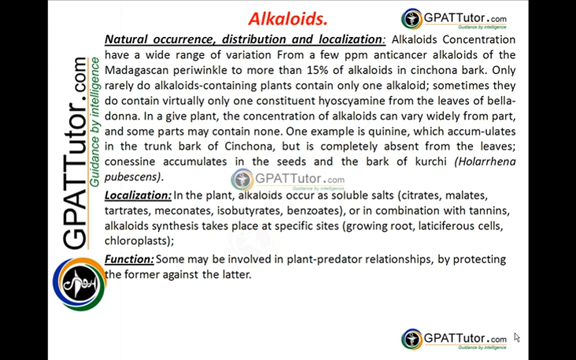 Alkaloids.
GPATTutor.com
Guidance by intelligence
Natural occurrence, distribution and localization: Alkaloids Concentration
have a wide range of variation From a few ppm anticancer alkaloids of the
Madagascan periwinkle to more than 15% of alkaloids in cinchona bark. Only
rarely do alkaloids-containing plants contain only one alkaloid; sometimes they
do contain virtually only one constituent hyoscyamine from the leaves of bella-
donna. In a give plant, the concentration of alkaloids can vary widely from part,
and some parts may contain none. One example is quinine, which accum-ulates
in the trunk bark of Cinchona, but is completely absent from the leaves;
conessine accumulates in the seeds and the bark of kurchi (Holarrhena
pubescens).
GPATTutor.com
Guidance by intelligence
Localization: In the plant, alkaloids occur as soluble salts (citrates, malates,
tartrates, meconates, isobutyrates, benzoates), or in combination with tannins,
alkaloids synthesis takes place at specific sites (growing root, laticiferous cells,
chloroplasts);
Function: Some may be involved in plant-predator relationships, by protecting
the former against the latter.
GPATTutor.com
Guidance by intelligence
GPATTutor.com
Guidance by intelligence